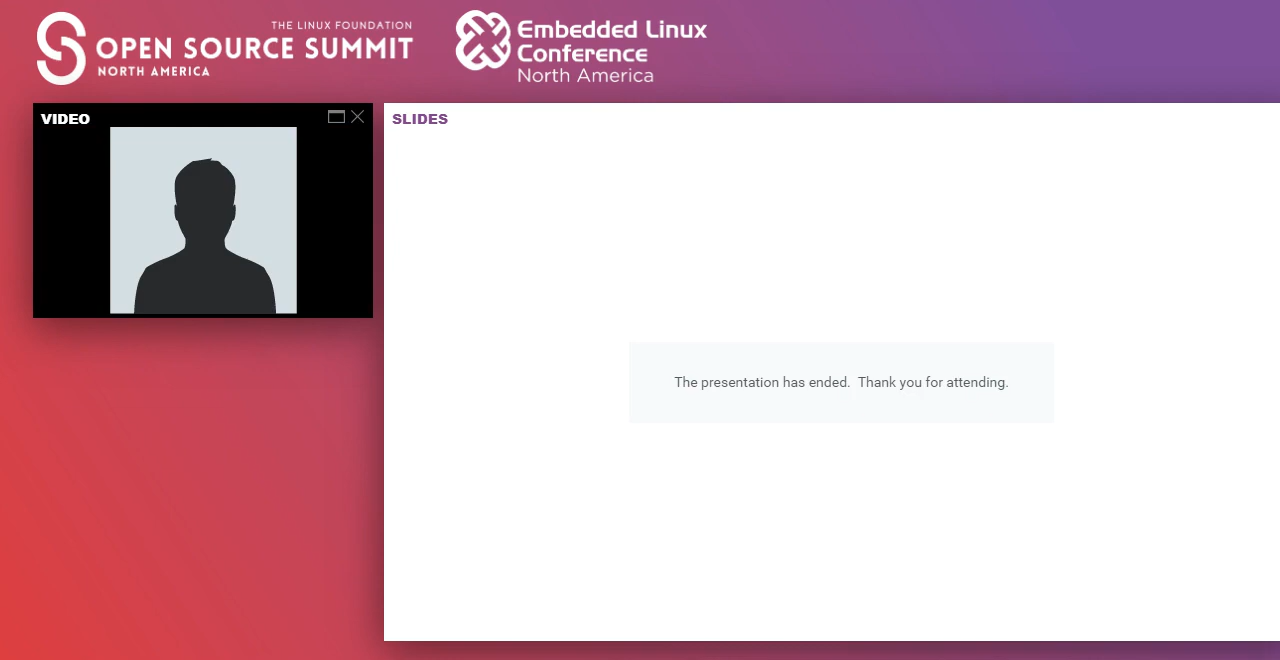 THE LINUX FOUNDATION
OPEN SOURCE SUMMIT
NORTH AMERICA
Embedded Linux
Conference
North America
VIDEO
SLIDES
The presentation has ended.  Thank you for attending.